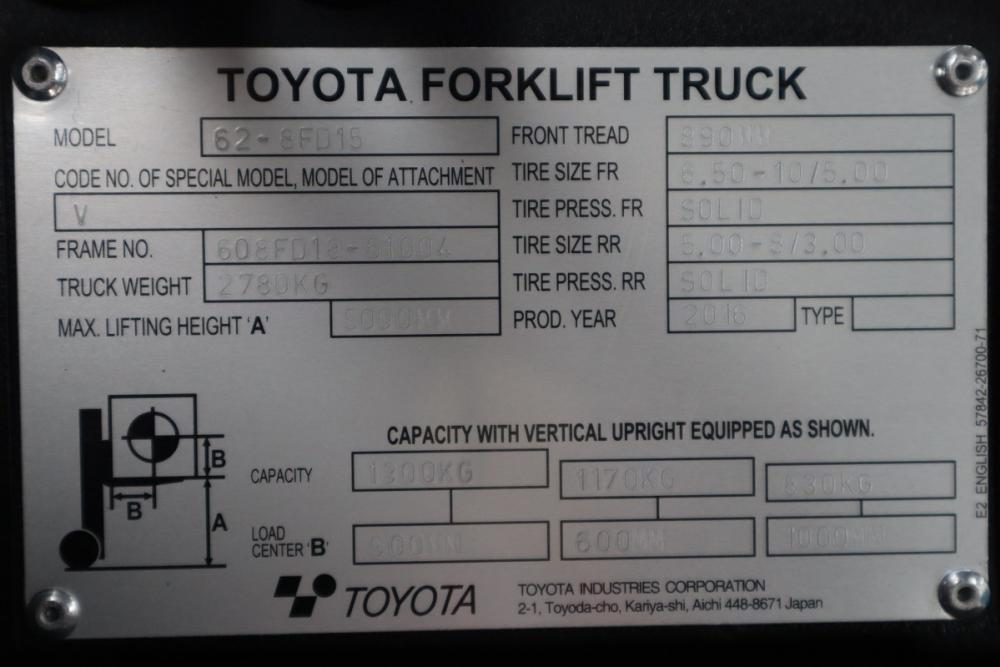 TOYOTA FORKLIFT TRUCK
MODEL 62-8FD15
CODE NO. OF SPECIAL MODEL, MODEL OF ATTACHMENT
V
FRAME NO.
TRUCK WEIGHT 2780KG
MAX. LIFTING HEIGHT 'A'
FRONT TREAD 890MM
TIRE SIZE FR 6.50-10/5.00
TIRE PRESS. FR SOLID
TIRE SIZE RR 5.00-8/3.00
TIRE PRESS. RR SOLID
PROD. YEAR 2016 TYPE
E2 ENGLISH 57842-26700-71
CAPACITY WITH VERTICAL UPRIGHT EQUIPPED AS SHOWN.
CAPACITY 1300KG 1170KG 830KG
LOAD
CENTER 'B' 600MM 1000MM
B
B
A
TOYOTA
TOYOTA INDUSTRIES CORPORATION
2-1, Toyoda-cho, Kariya-shi, Aichi 448-8671 Japan